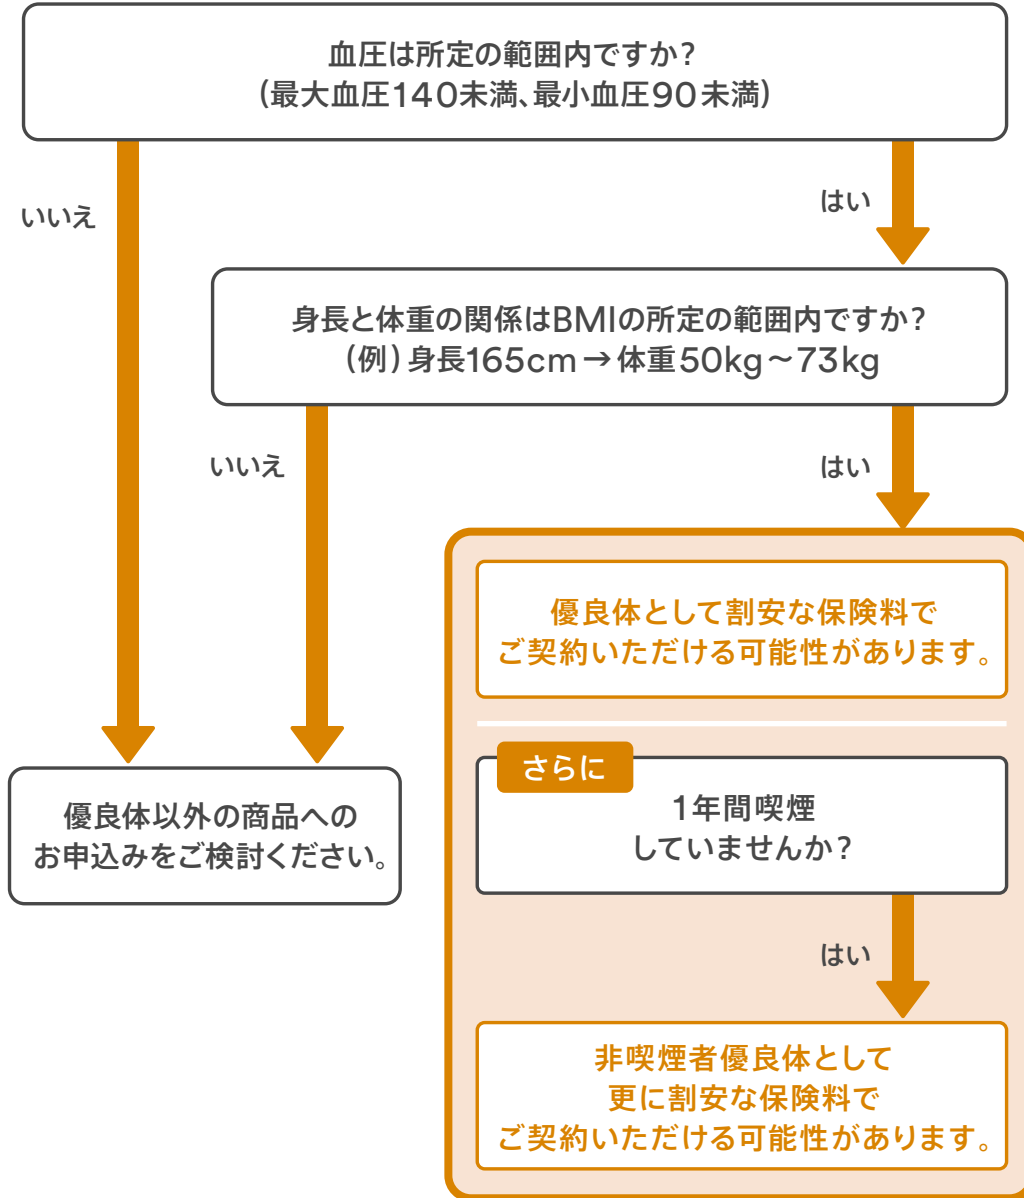 血圧は所定の範囲内ですか?
(最大血圧140未満、最小血圧90未満)
いいえ
はい
身長と体重の関係はBMIの所定の範囲内ですか?
(例)身長165cm→体重50kg~73kg
いいえ
はい
優良体として割安な保険料で
ご契約いただける可能性があります。
優良体以外の商品への
お申込みをご検討ください。
さらに
1年間喫煙
していませんか?
はい
非喫煙者優良体として
更に割安な保険料で
ご契約いただける可能性があります。